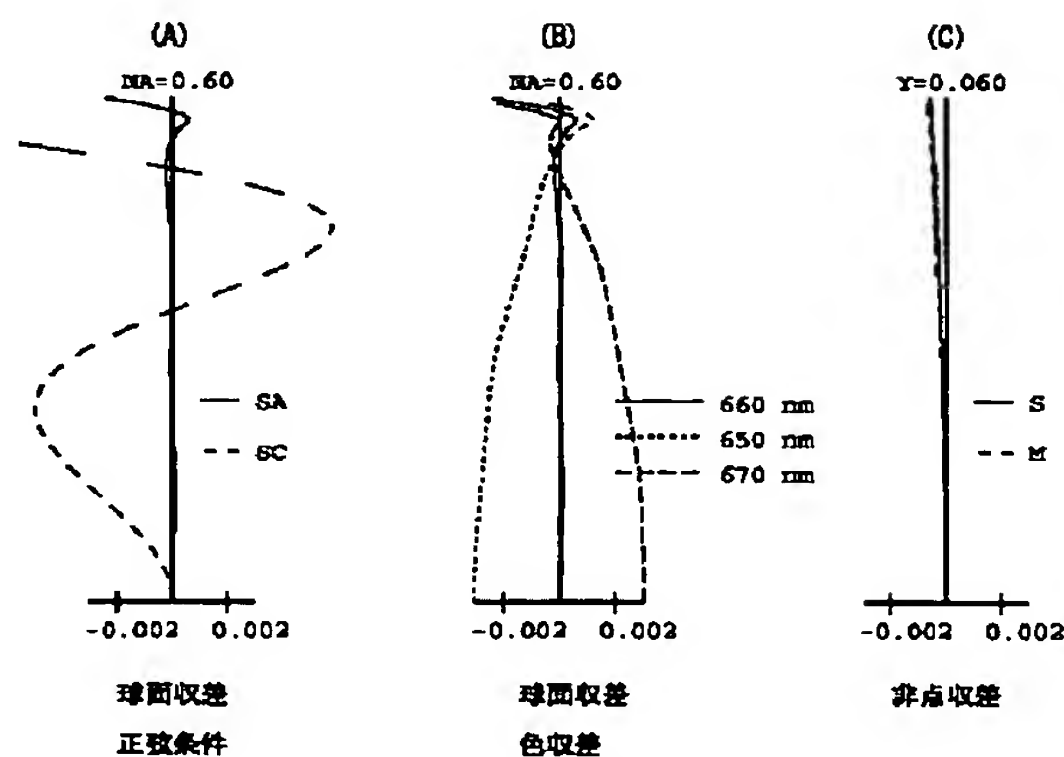 (A)
NA=0.60
SA
SC
-0.002 0.002
球面収差
正弦条件
(B)
NA=0.60
660 nm
650 nm
670 nm
-0.002 0.002
球面収差
色収差
(C)
Y=0.060
S
M
-0.002 0.002
非点収差